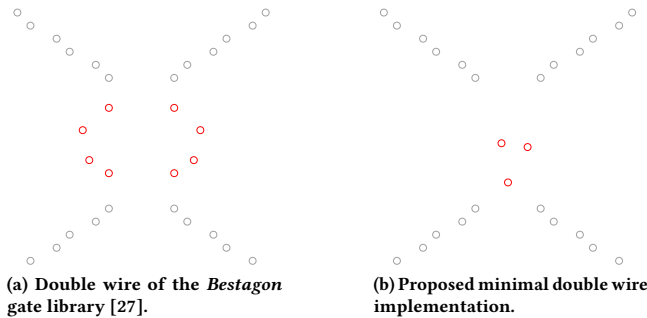 (a) Double wire of the Bestagon
gate library [27].
(b) Proposed minimal double wire
implementation.